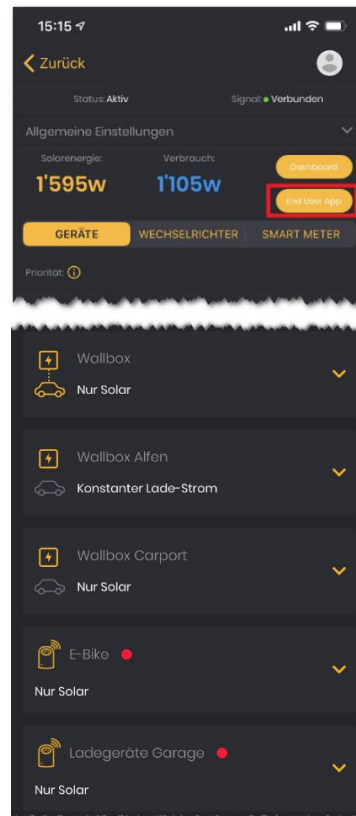 15:15
Zurück
Status: Aktiv Signal: Verbunden
Allgemeine Einstellungen
Solarenergie: Verbrauch: Dashboard
1'595w 1'105w
End User App
GERÄTE WECHSELRICHTER SMART METER
Priorität:
Wallbox
Nur Solar
Wallbox Alfen
Konstanter Lade-Strom
Wallbox Carport
Nur Solar
E-Bike
Nur Solar
Ladegeräte Garage
Nur Solar